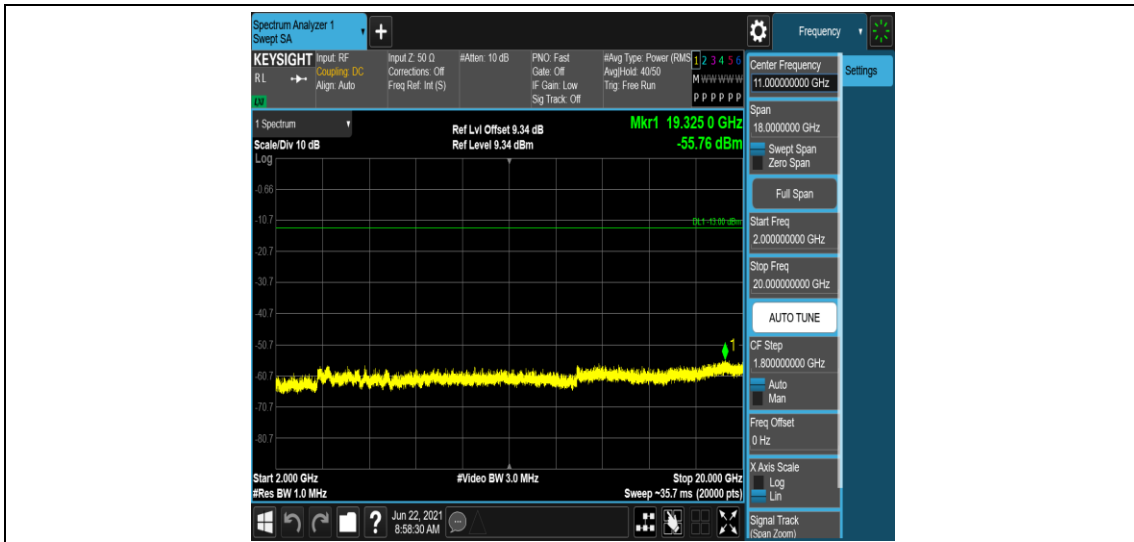 Spectrum Analyzer 1
Swept SA
+
Frequency
KEYSIGHT
RL
LXI
Input: RF
Coupling: DC
Align: Auto
Input Z: 50 Ω
Corrections: Off
Freq Ref: Int (S)
#Atten: 10 dB
PNO: Fast
Gate: Off
IF Gain: Low
Sig Track: Off
#Avg Type: Power (RMS
Avg|Hold: 40/50
Trig: Free Run
1 2 3 4 5 6
M W W W W W
P P P P P P
1 Spectrum
Scale/Div 10 dB
Log
Ref Lvl Offset 9.34 dB
Ref Level 9.34 dBm
Mkr1 19.325 0 GHz
-55.76 dBm
-0.66
-10.7
DL1 -13.00 dBm
-20.7
-30.7
-40.7
-50.7
1
-60.7
-70.7
-80.7
Start 2.000 GHz
#Res BW 1.0 MHz
#Video BW 3.0 MHz
Stop 20.000 GHz
Sweep ~35.7 ms (20000 pts)
Center Frequency
11.000000000 GHz
Settings
Span
18.0000000 GHz
Swept Span
Zero Span
Full Span
Start Freq
2.000000000 GHz
Stop Freq
20.000000000 GHz
AUTO TUNE
CF Step
1.800000000 GHz
Auto
Man
Freq Offset
0 Hz
X Axis Scale
Log
Lin
Signal Track
(Span Zoom)
?
Jun 22, 2021
8:58:30 AM